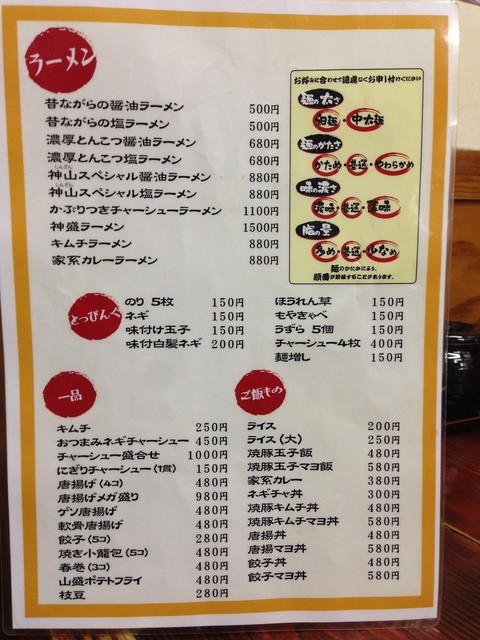 ラーメン
昔ながらの醤油ラーメン 500円
昔ながらの塩ラーメン 500円
濃厚とんこつ醤油ラーメン 680円
濃厚とんこつ塩ラーメン 680円
神山スペシャル醤油ラーメン 880円
神山スペシャル塩ラーメン 880円
かぶりつきチャーシューラーメン 1100円
神盛ラーメン 1500円
キムチラーメン 880円
家系カレーラーメン 880円
お好みに合わせて遠慮なくお申し付けください
麺の太さ
細麺・中太麺
麺のかたさ
かため・普通・やわらかめ
味の濃さ
濃味・普通・薄味
脂の量
多め・普通・少なめ
麺のかたさにより、
順番が前後することがあります。
とっぴんぐ
のり 5枚 150円
ネギ 150円
味付け玉子 150円
味付白髪ネギ 200円
ほうれん草 150円
もやきゃべ 150円
うずら 5個 150円
チャーシュー4枚 400円
麺増し 150円
一品
キムチ 250円
おつまみネギチャーシュー 450円
チャーシュー盛合せ 1000円
にぎりチャーシュー(1貫) 150円
唐揚げ(4コ) 480円
唐揚げメガ盛り 980円
ゲソ唐揚げ 480円
軟骨唐揚げ 480円
餃子(5コ) 280円
焼き小籠包(5コ) 480円
春巻(3コ) 480円
山盛ポテトフライ 480円
枝豆 280円
ご飯もの
ライス 200円
ライス(大) 250円
焼豚玉子飯 480円
焼豚玉子マヨ飯 580円
家系カレー 380円
ネギチャ丼 300円
焼豚キムチ丼 480円
焼豚キムチマヨ丼 580円
唐揚丼 480円
唐揚マヨ丼 580円
餃子丼 480円
餃子マヨ丼 580円